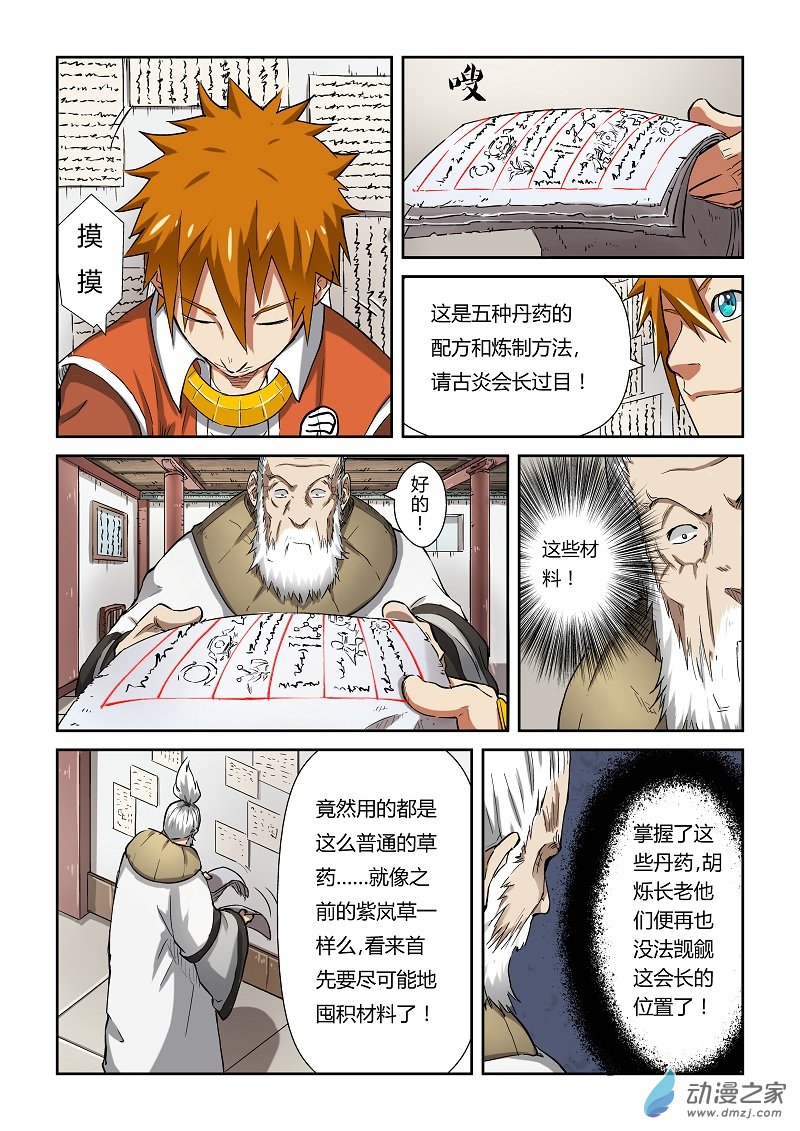 摸
摸
嗖
这是五种丹药的
配方和炼制方法，
请古炎会长过目！
好
的！
这些材
料！
竟然用的都是
这么普通的草
药……就像之
前的紫岚草一
样么，看来首
先要尽可能地
囤积材料了！
掌握了这
些丹药，胡
烁长老他
们便再也
没法觊觎
这会长的
位置了！
动漫之家
www.dmzj.com